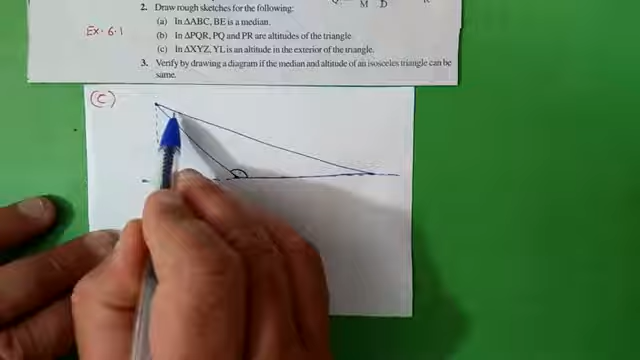 M D
2. Draw rough sketches for the following:
(a) In ΔABC, BE is a median.
Ex. 6.1
(b) In ΔPQR, PQ and PR are altitudes of the triangle.
(c) In ΔXYZ, YL is an altitude in the exterior of the triangle.
3. Verify by drawing a diagram if the median and altitude of an isosceles triangle can be
same.
(C)